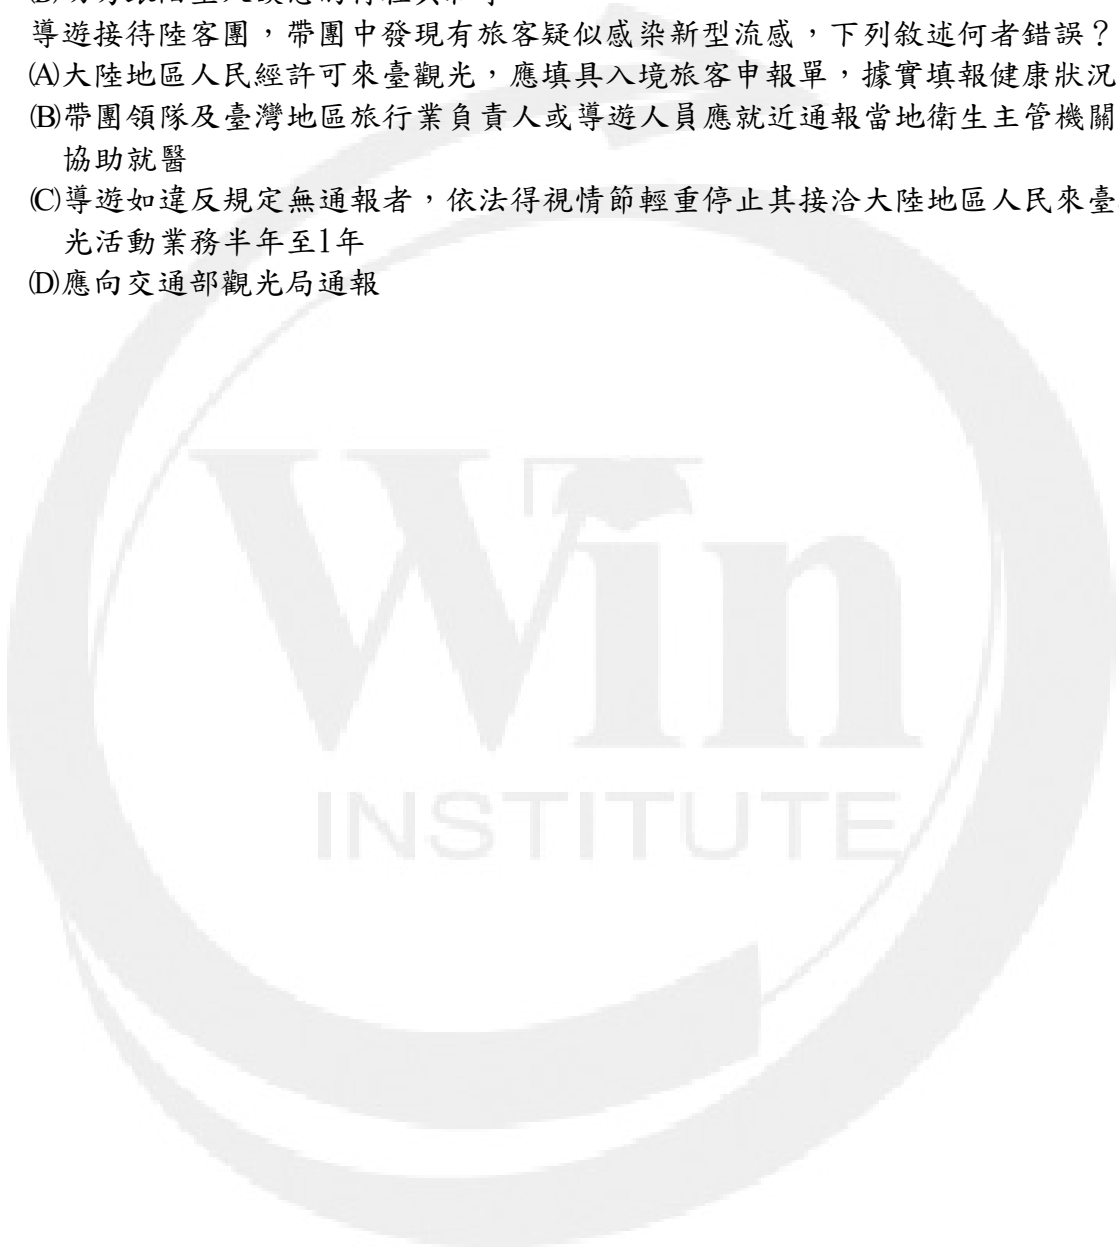 導遊接待陸客團，帶團中發現有旅客疑似感染新型流感，下列敘述何者錯誤？
(A)大陸地區人民經許可來臺觀光，應填具入境旅客申報單，據實填報健康狀況
(B)帶團領隊及臺灣地區旅行業負責人或導遊人員應就近通報當地衛生主管機關
協助就醫
(C)導遊如違反規定無通報者，依法得視情節輕重停止其接洽大陸地區人民來臺
光活動業務半年至1年
(D)應向交通部觀光局通報
Win
INSTITUTE